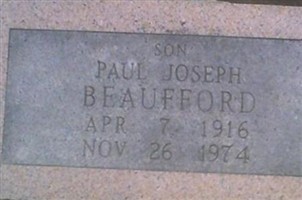 SON
PAUL JOSEPH
BEAUFFORD
APR 7 1916
NOV 26 1974